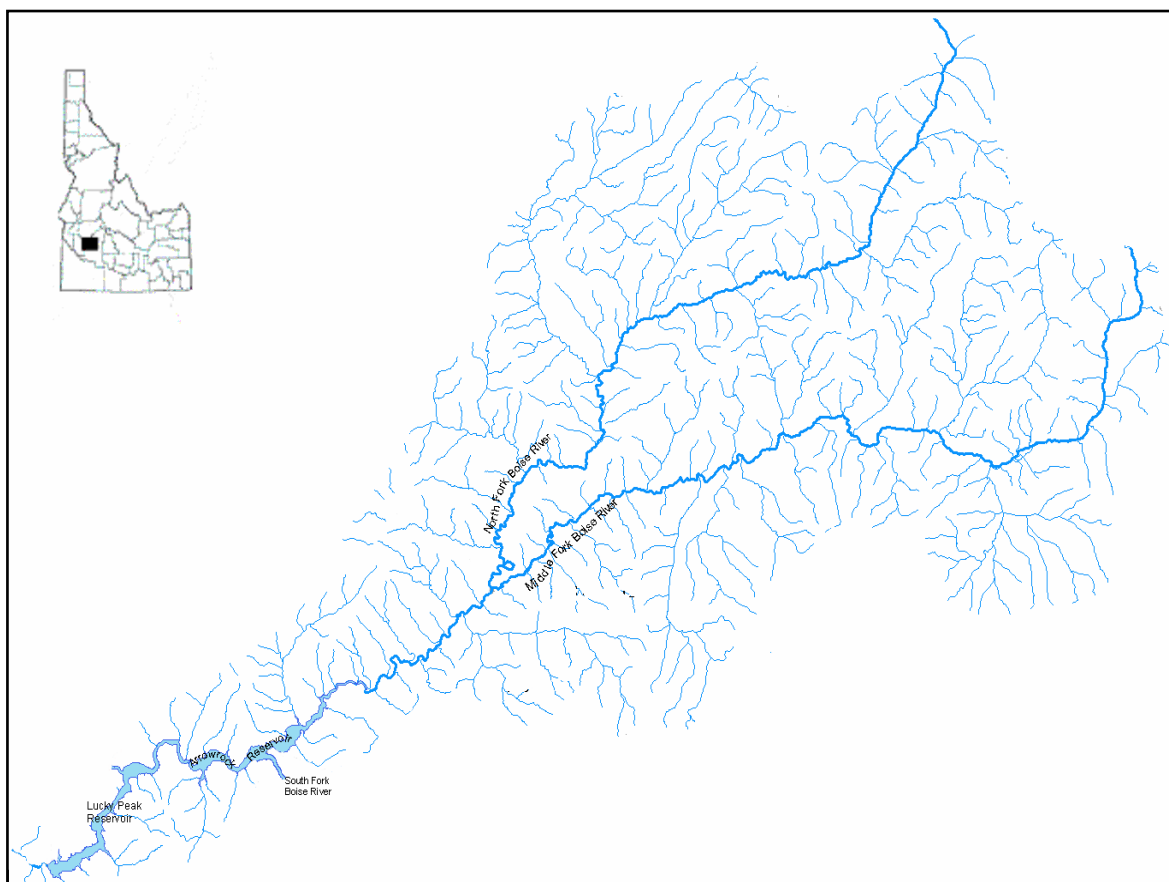 North Fork Boise River
Middle Fork Boise River
Arrowrock Reservoir
South Fork
Boise River
Lucky Peak
Reservoir